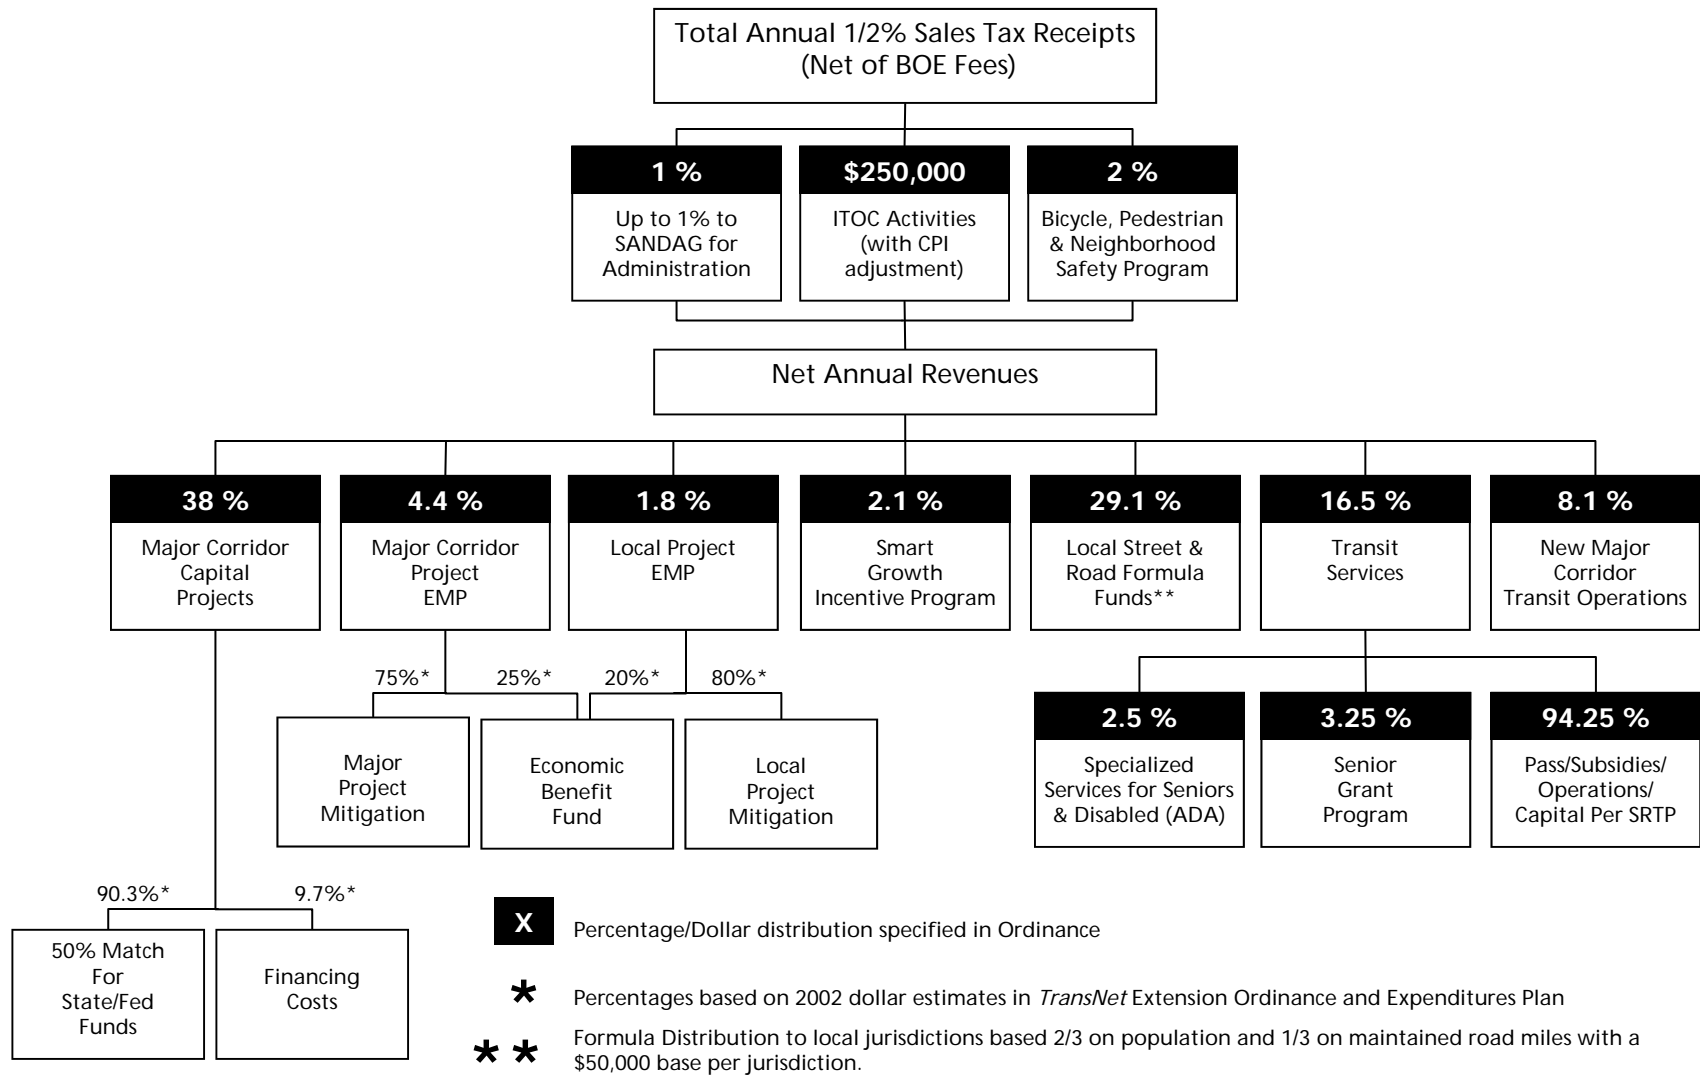 Total Annual 1/2% Sales Tax Receipts
(Net of BOE Fees)
1 %
Up to 1% to
SANDAG for
Administration
$250,000
ITOC Activities
(with CPI
adjustment)
2 %
Bicycle, Pedestrian
& Neighborhood
Safety Program
Net Annual Revenues
38 %
Major Corridor
Capital
Projects
4.4 %
Major Corridor
Project
EMP
1.8 %
Local Project
EMP
2.1 %
Smart
Growth
Incentive Program
29.1 %
Local Street &
Road Formula
Funds**
16.5 %
Transit
Services
8.1 %
New Major
Corridor
Transit Operations
75%*
25%*
20%*
80%*
Major
Project
Mitigation
Economic
Benefit
Fund
Local
Project
Mitigation
2.5 %
Specialized
Services for Seniors
& Disabled (ADA)
3.25 %
Senior
Grant
Program
94.25 %
Pass/Subsidies/
Operations/
Capital Per SRTP
90.3%*
9.7%*
50% Match
For
State/Fed
Funds
Financing
Costs
X Percentage/Dollar distribution specified in Ordinance
* Percentages based on 2002 dollar estimates in TransNet Extension Ordinance and Expenditures Plan
** Formula Distribution to local jurisdictions based 2/3 on population and 1/3 on maintained road miles with a
$50,000 base per jurisdiction.